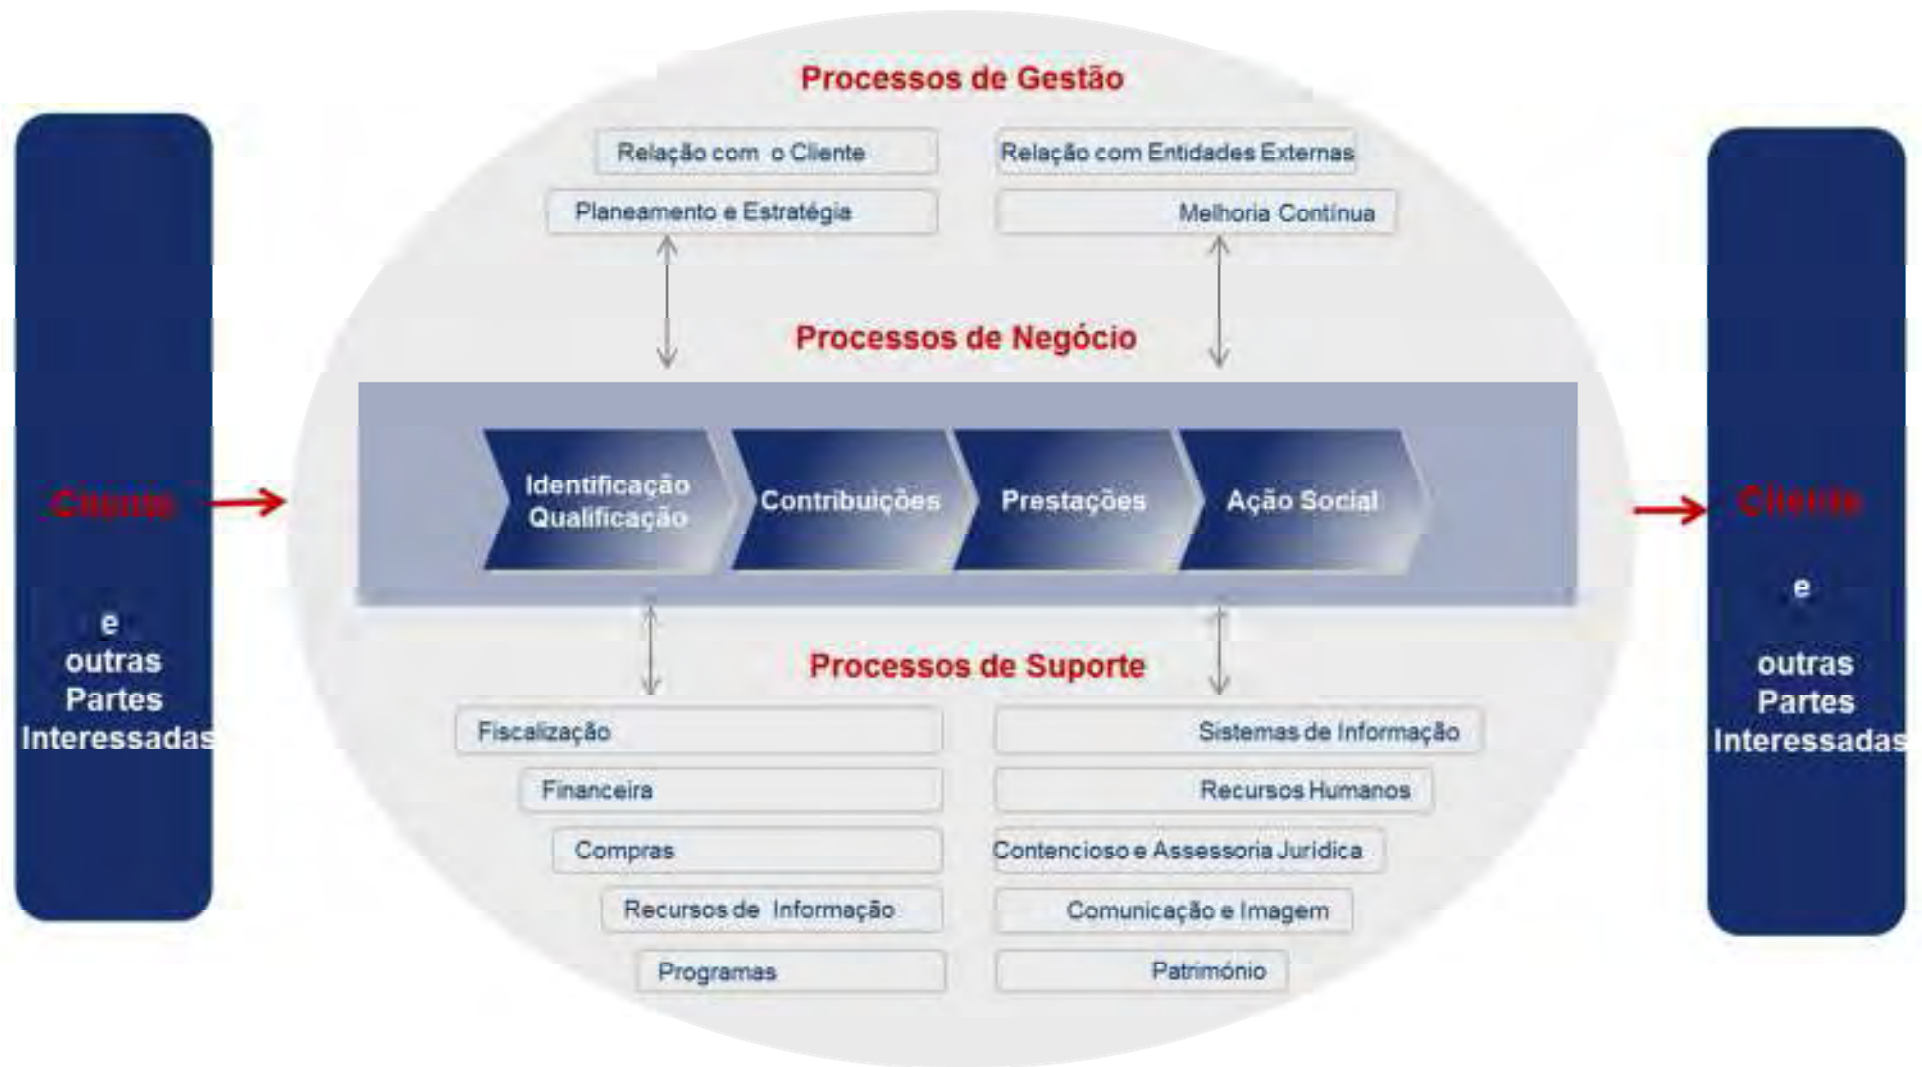 Processos de Gestão
Relação com o Cliente
Relação com Entidades Externas
Planeamento e Estratégia
Melhoria Contínua
Processos de Negócio
Cliente
e
outras
Partes
Interessadas
Identificação
Qualificação
Contribuições
Prestações
Ação Social
Cliente
e
outras
Partes
Interessadas
Processos de Suporte
Fiscalização
Sistemas de Informação
Financeira
Recursos Humanos
Compras
Contencioso e Assessoria Jurídica
Recursos de Informação
Comunicação e Imagem
Programas
Património